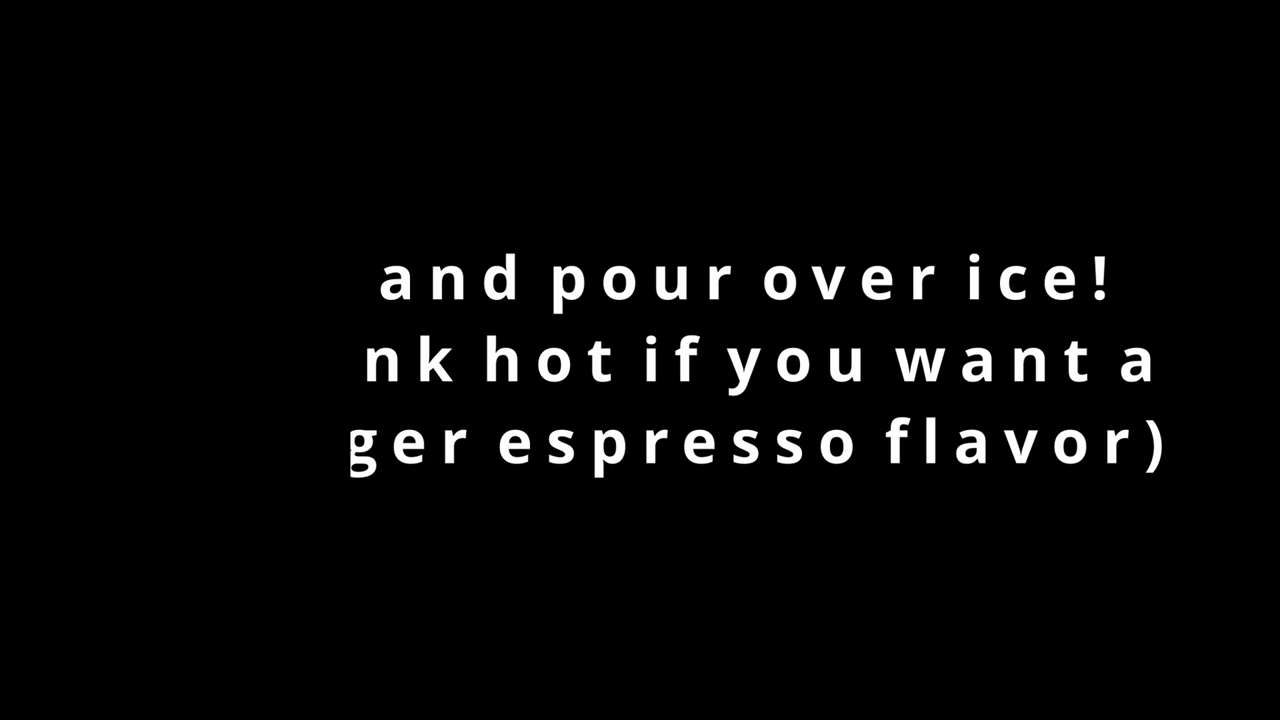 and pour over ice!
nk hot if you want a
ger espresso flavor)